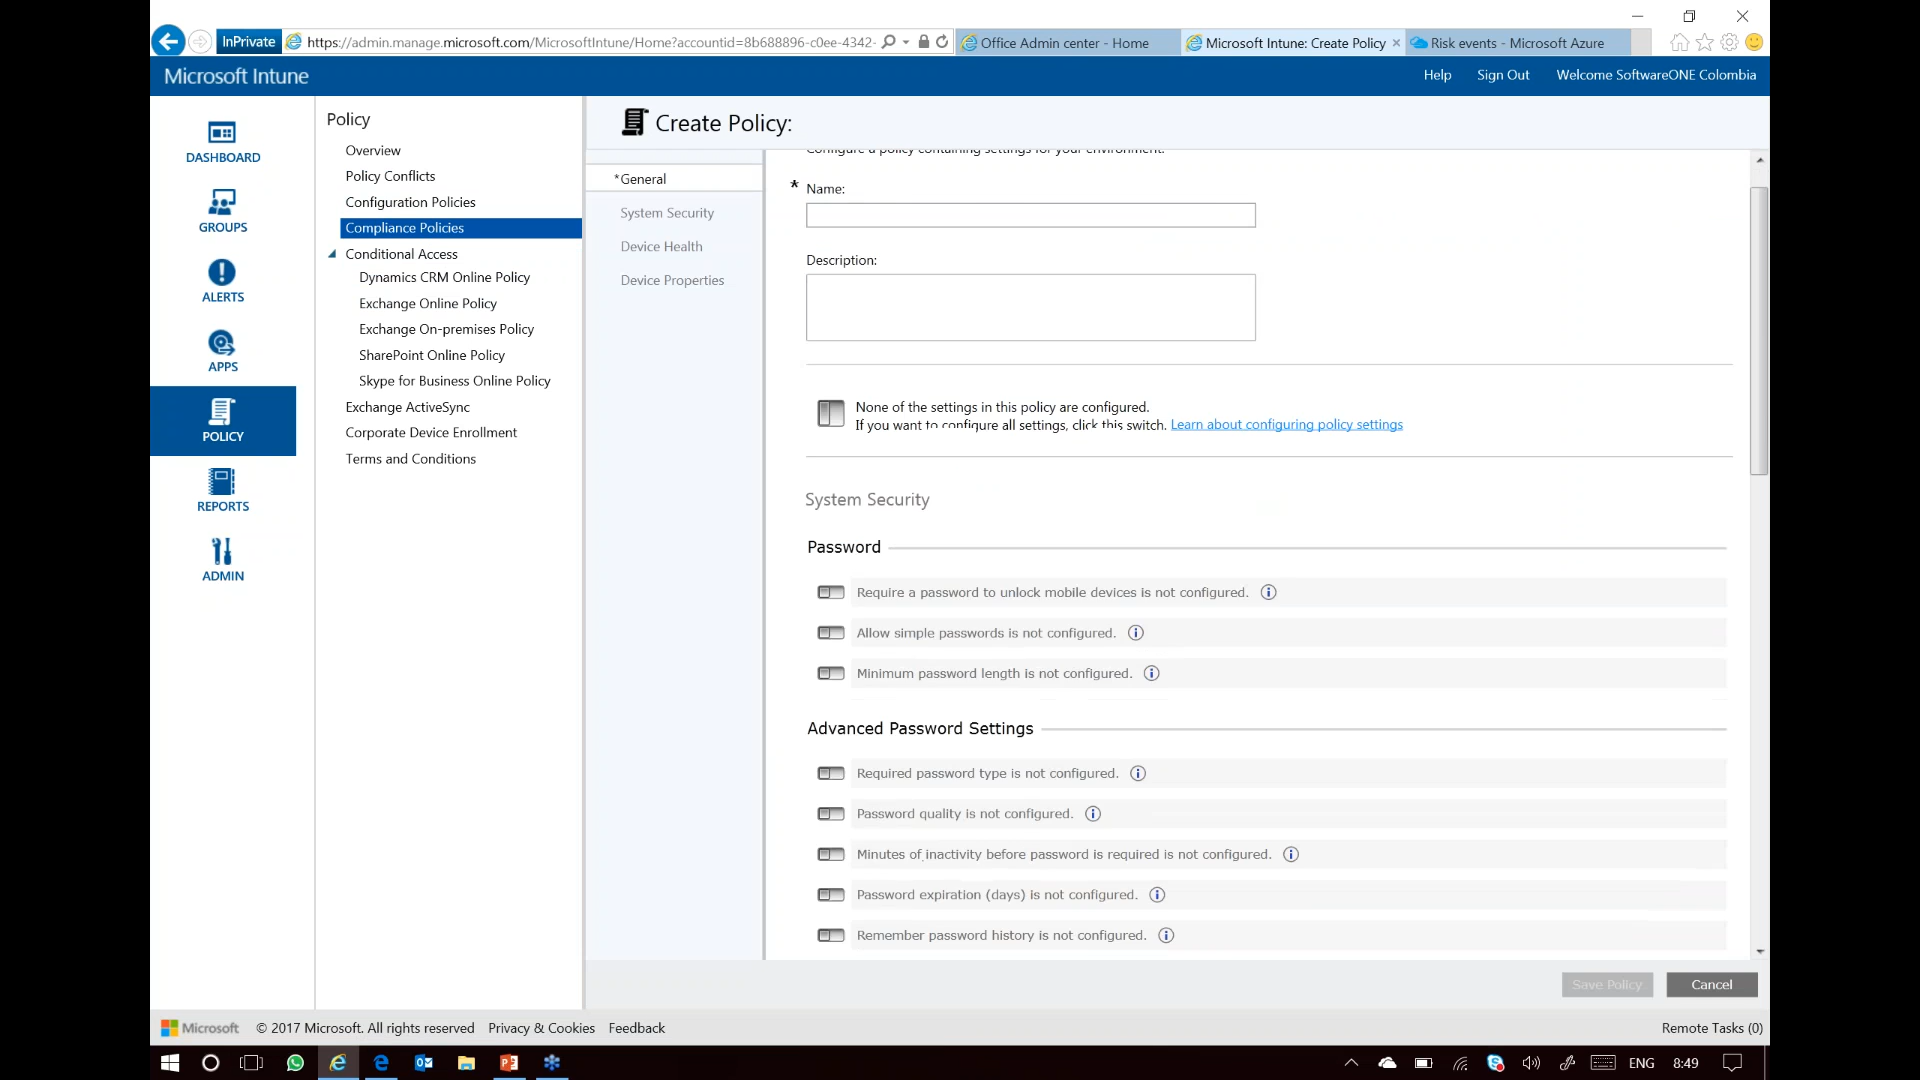 InPrivate
https://admin.manage.microsoft.com/MicrosoftIntune/Home?accountid=8b688896-c0ee-4342-
Office Admin center - Home
Microsoft Intune: Create Policy
Risk events - Microsoft Azure
Microsoft Intune
Help
Sign Out
Welcome SoftwareONE Colombia
DASHBOARD
GROUPS
ALERTS
APPS
POLICY
REPORTS
ADMIN
Policy
Overview
Policy Conflicts
Configuration Policies
Compliance Policies
Conditional Access
Dynamics CRM Online Policy
Exchange Online Policy
Exchange On-premises Policy
SharePoint Online Policy
Skype for Business Online Policy
Exchange ActiveSync
Corporate Device Enrollment
Terms and Conditions
Create Policy:
*General
System Security
Device Health
Device Properties
Configure a policy containing settings for your environment.
* Name:
Description:
None of the settings in this policy are configured.
If you want to configure all settings, click this switch. Learn about configuring policy settings
System Security
Password
Require a password to unlock mobile devices is not configured.
Allow simple passwords is not configured.
Minimum password length is not configured.
Advanced Password Settings
Required password type is not configured.
Password quality is not configured.
Minutes of inactivity before password is required is not configured.
Password expiration (days) is not configured.
Remember password history is not configured.
Save Policy
Cancel
Microsoft
© 2017 Microsoft. All rights reserved
Privacy & Cookies
Feedback
Remote Tasks (0)
ENG
8:49